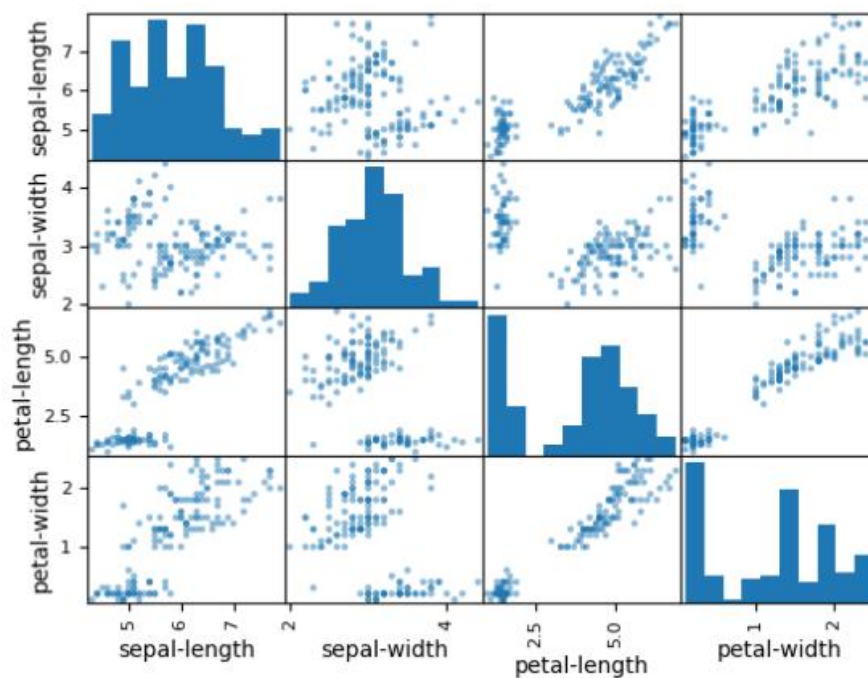 sepal-length
7
6
5
sepal-width
4
3
2
petal-length
5.0
2.5
petal-width
2
1
5 6 7 2 4 2.5 5.0 1 2
sepal-length sepal-width petal-length petal-width